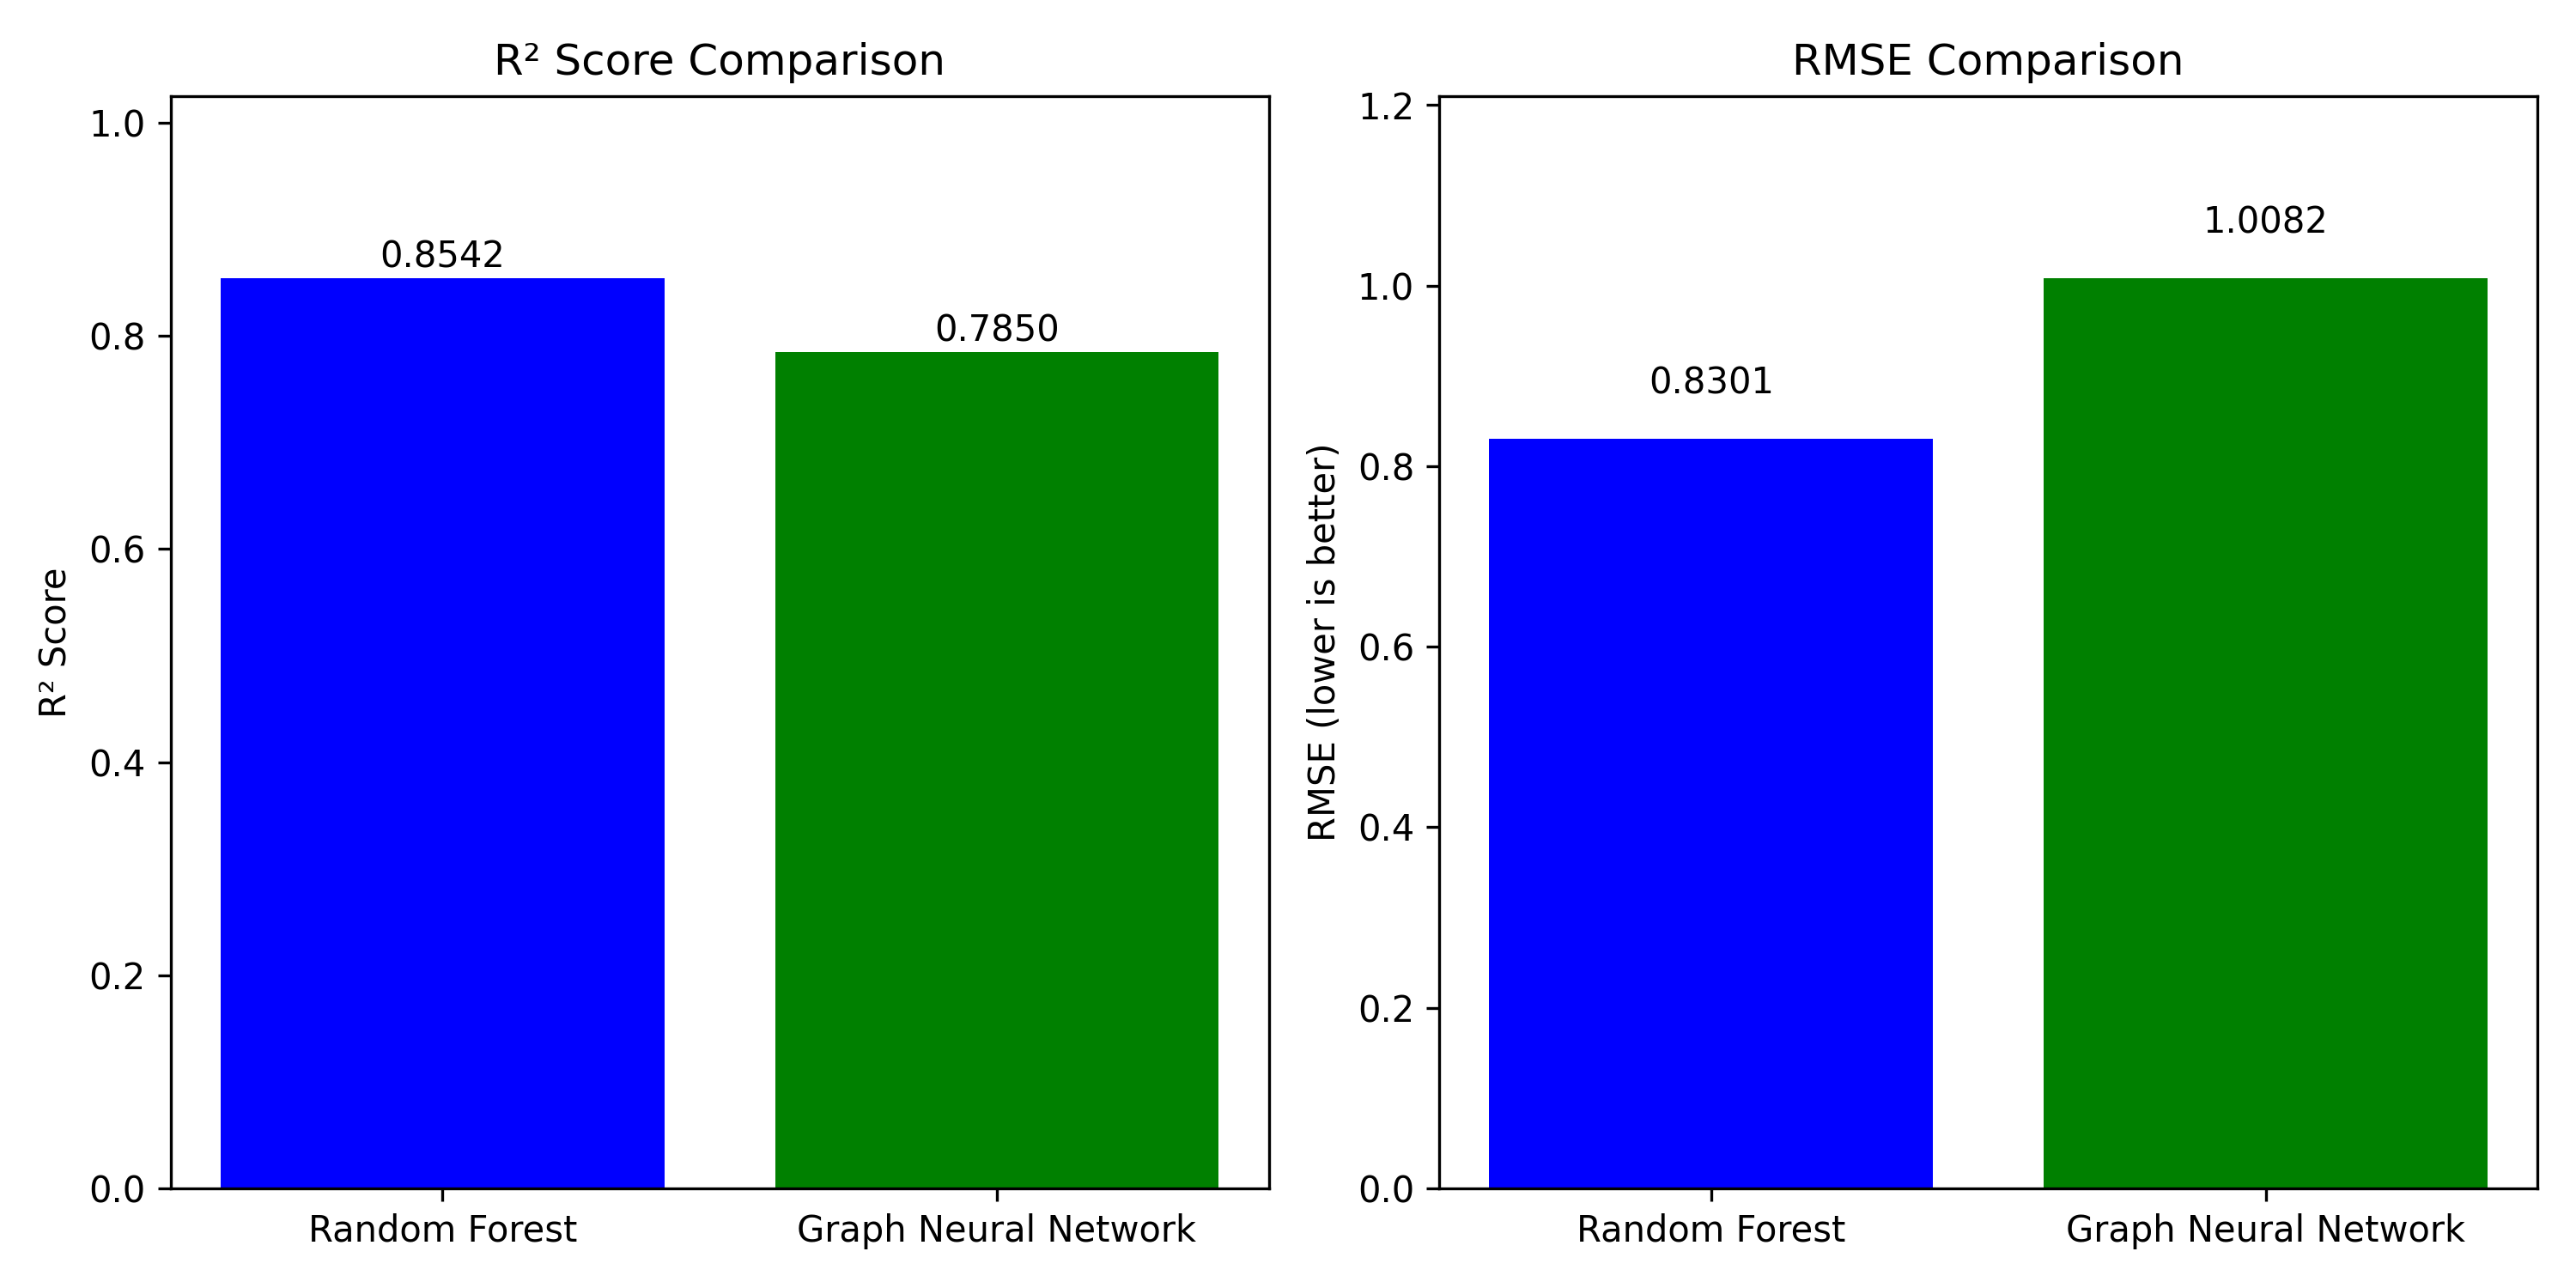 R² Score Comparison
R² Score
1.0
0.8
0.6
0.4
0.2
0.0
0.8542
0.7850
Random Forest
Graph Neural Network
RMSE Comparison
RMSE (lower is better)
1.2
1.0
0.8
0.6
0.4
0.2
0.0
0.8301
1.0082
Random Forest
Graph Neural Network